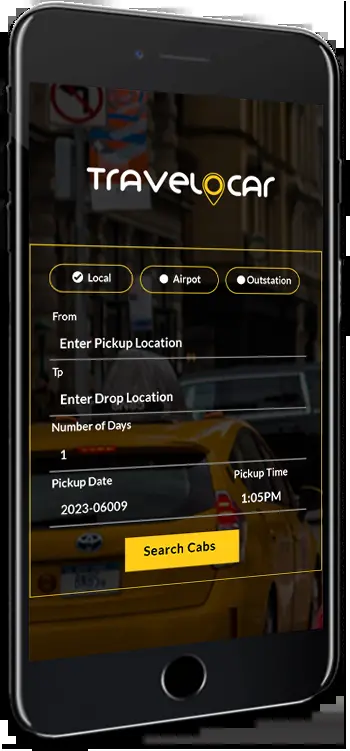 TRAVELOCAR
Local Airpot Outstation
From
Enter Pickup Location
Tp
Enter Drop Location
Number of Days
1
Pickup Date Pickup Time
2023-06009 1:05PM
Search Cabs